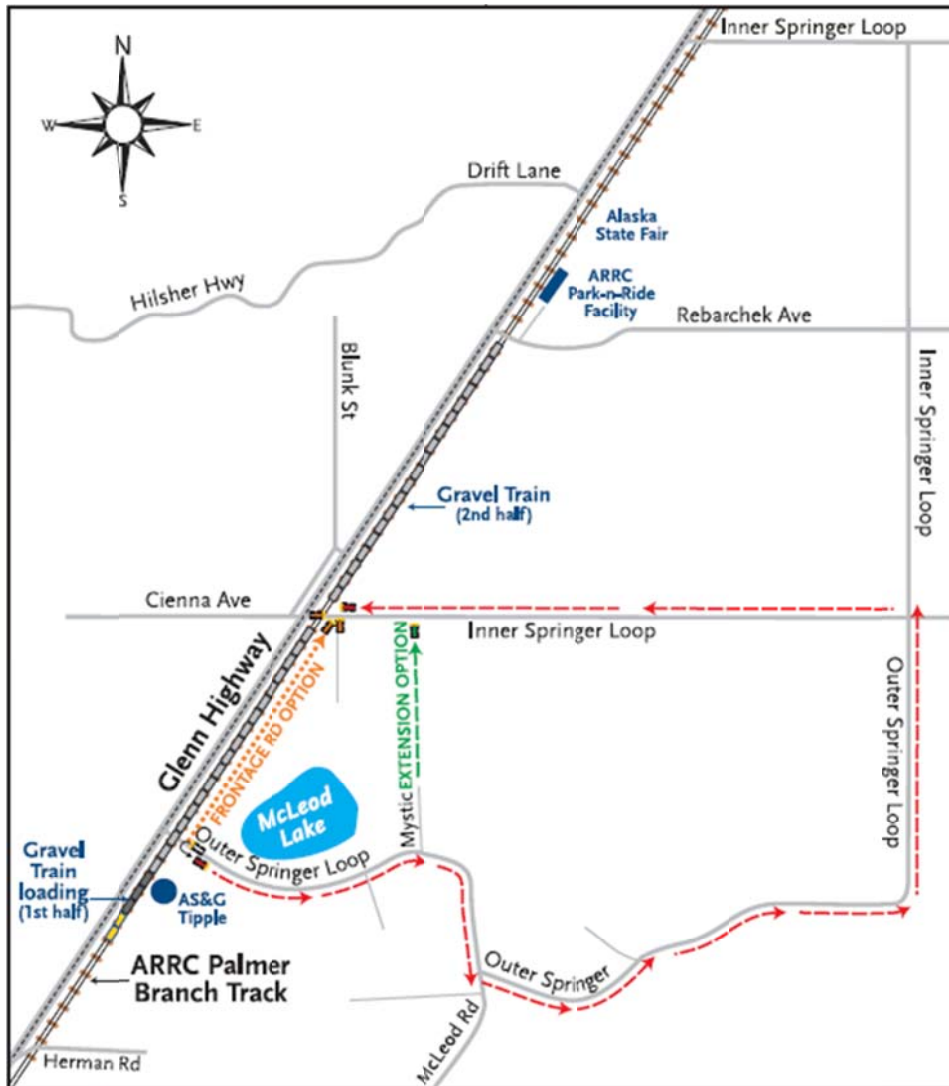 Inner Springer Loop
N
W
E
S
Drift Lane
Alaska
State Fair
Hilsher Hwy
ARRC
Park-n-Ride
Facility
Rebarchek Ave
Blunk St
Inner Springer Loop
Gravel Train
(2nd half)
Cienna Ave
Inner Springer Loop
Glenn Highway
FRONTAGE RD OPTION
Mystic EXTENSION OPTION
Outer Springer Loop
McLeod
Lake
Outer Springer Loop
Gravel
Train
loading
(1st half)
AS&G
Tipple
ARRC Palmer
Branch Track
Outer Springer
McLeod Rd
Herman Rd